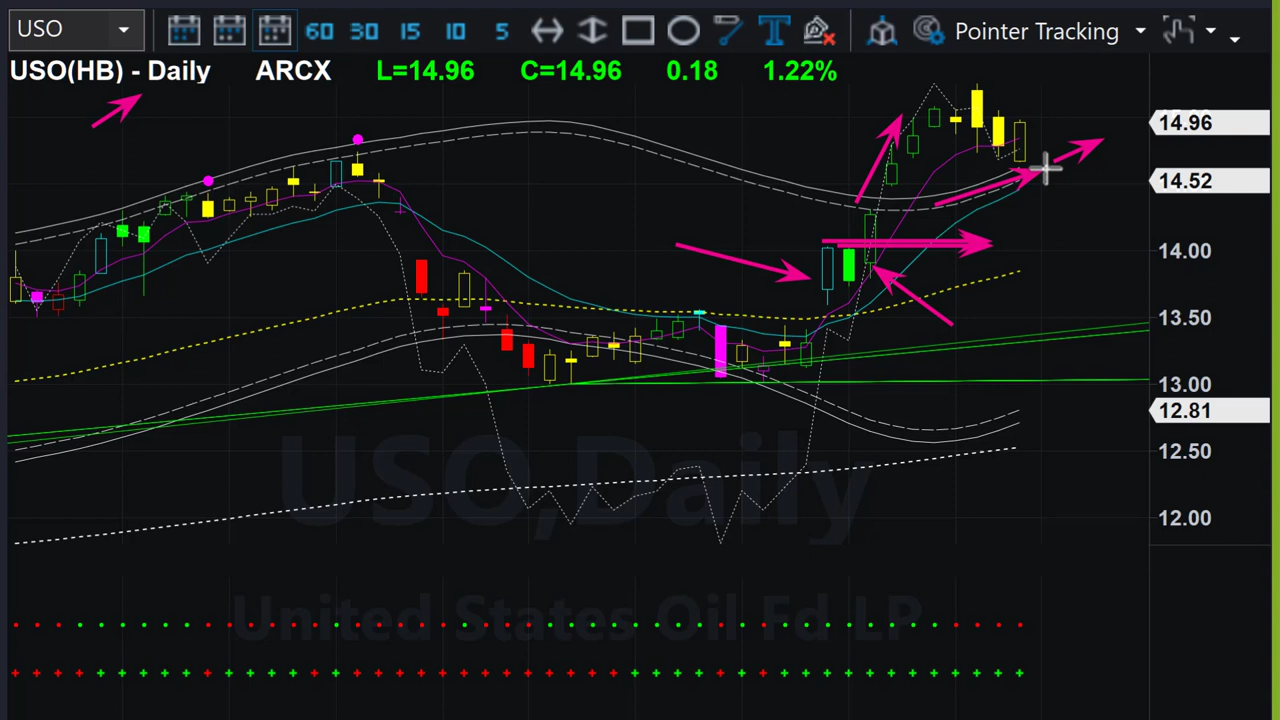 USO
60 30 15 10 5
T
Pointer Tracking
USO(HB) - Daily ARCX L=14.96 C=14.96 0.18 1.22%
14.96
14.52
14.00
13.50
13.00
12.81
12.50
12.00
USO,Daily
United States Oil Fd LP